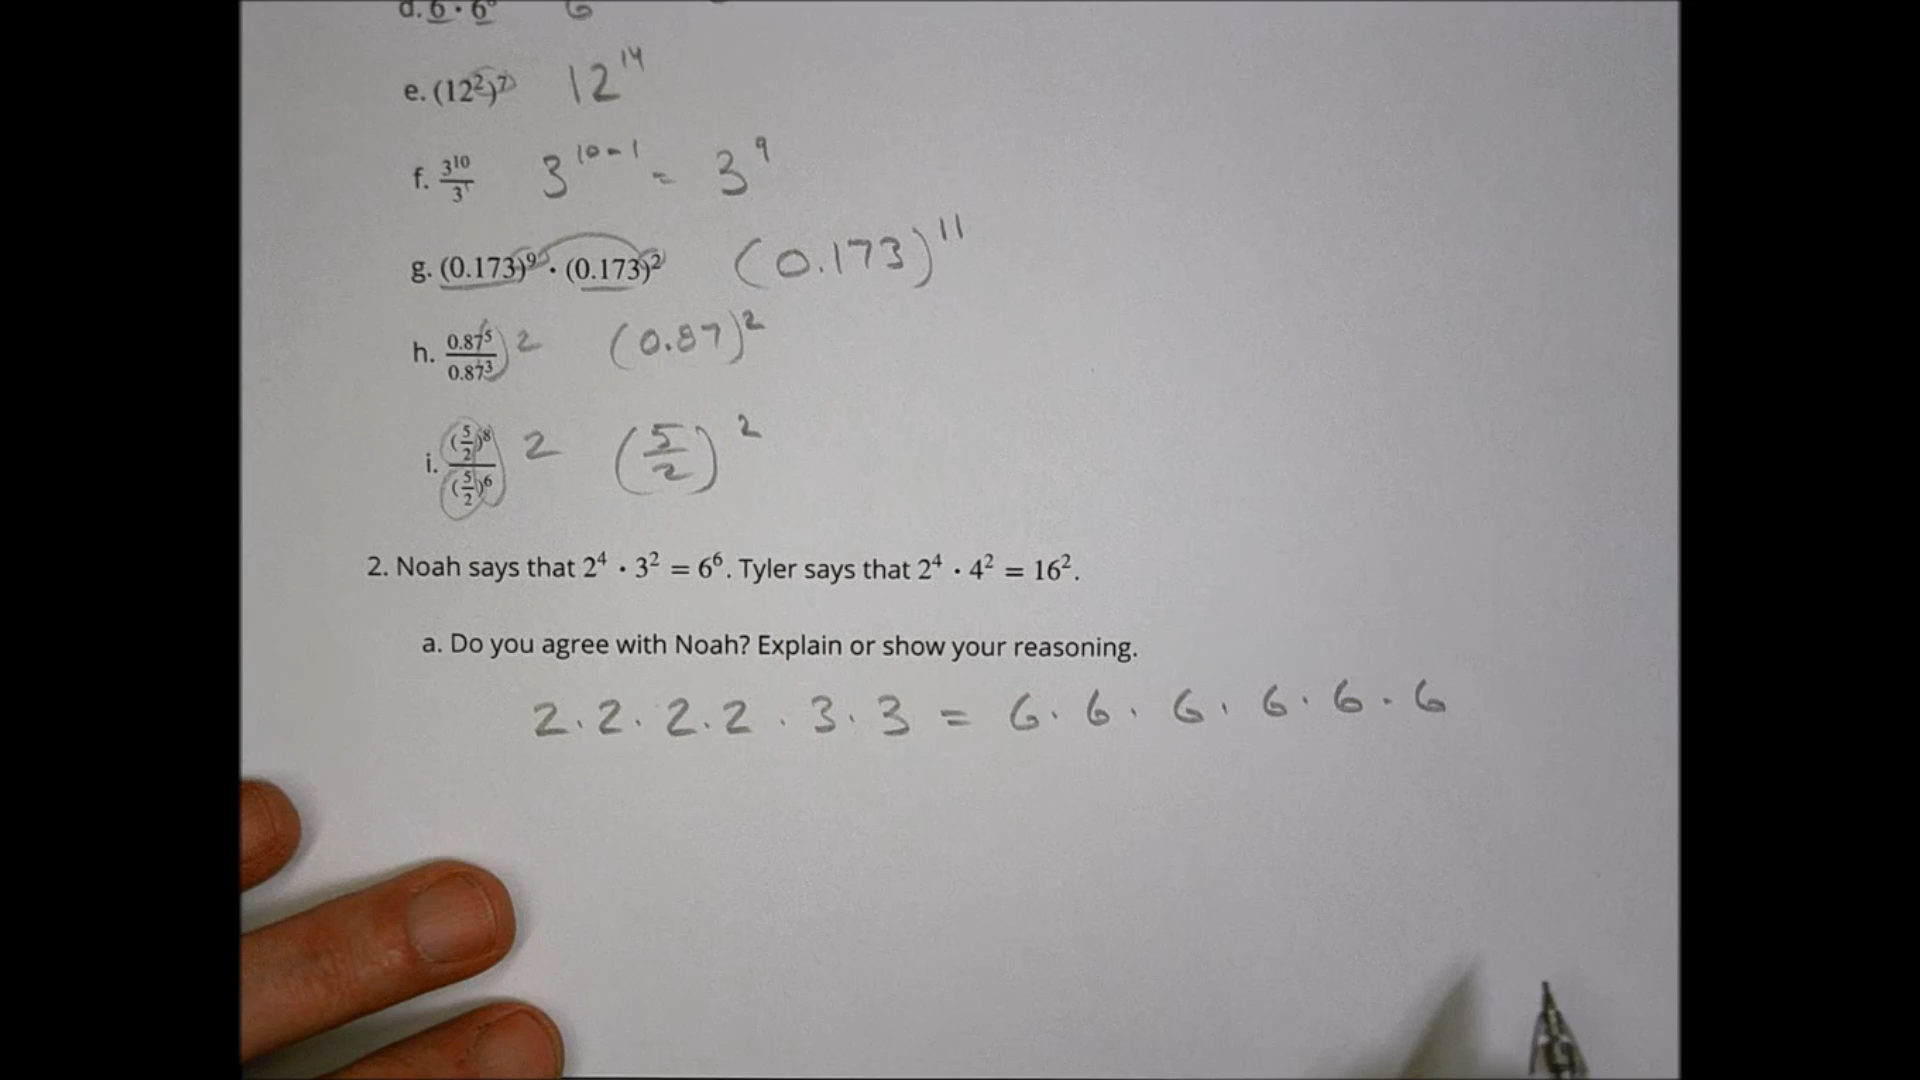 d. 6 · 6⁸ 6
e. (12²)⁷ 12¹⁴
f. 3¹⁰/3¹ 3¹⁰⁻¹ = 3⁹
g. (0.173)⁹ · (0.173)² (0.173)¹¹
h. 0.87⁵/0.87³ 2 (0.87)²
i. (5/2)⁸/(5/2)⁶ 2 (5/2)²
2. Noah says that 2⁴ · 3² = 6⁶. Tyler says that 2⁴ · 4² = 16².
a. Do you agree with Noah? Explain or show your reasoning.
2 · 2 · 2 · 2 · 3 · 3 = 6 · 6 · 6 · 6 · 6 · 6